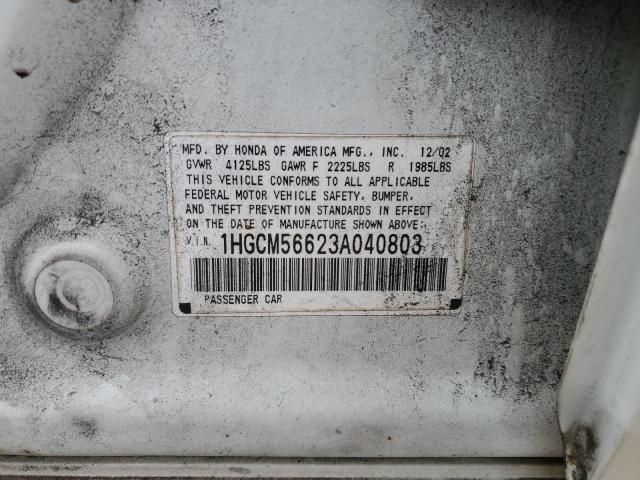 MFD. BY HONDA OF AMERICA MFG., INC. 12/02
GVWR 4125LBS GAWR F 2225LBS R 1985LBS
THIS VEHICLE CONFORMS TO ALL APPLICABLE
FEDERAL MOTOR VEHICLE SAFETY, BUMPER,
AND THEFT PREVENTION STANDARDS IN EFFECT
ON THE DATE OF MANUFACTURE SHOWN ABOVE:
V.I.N. 1HGCM56623A040803
PASSENGER CAR